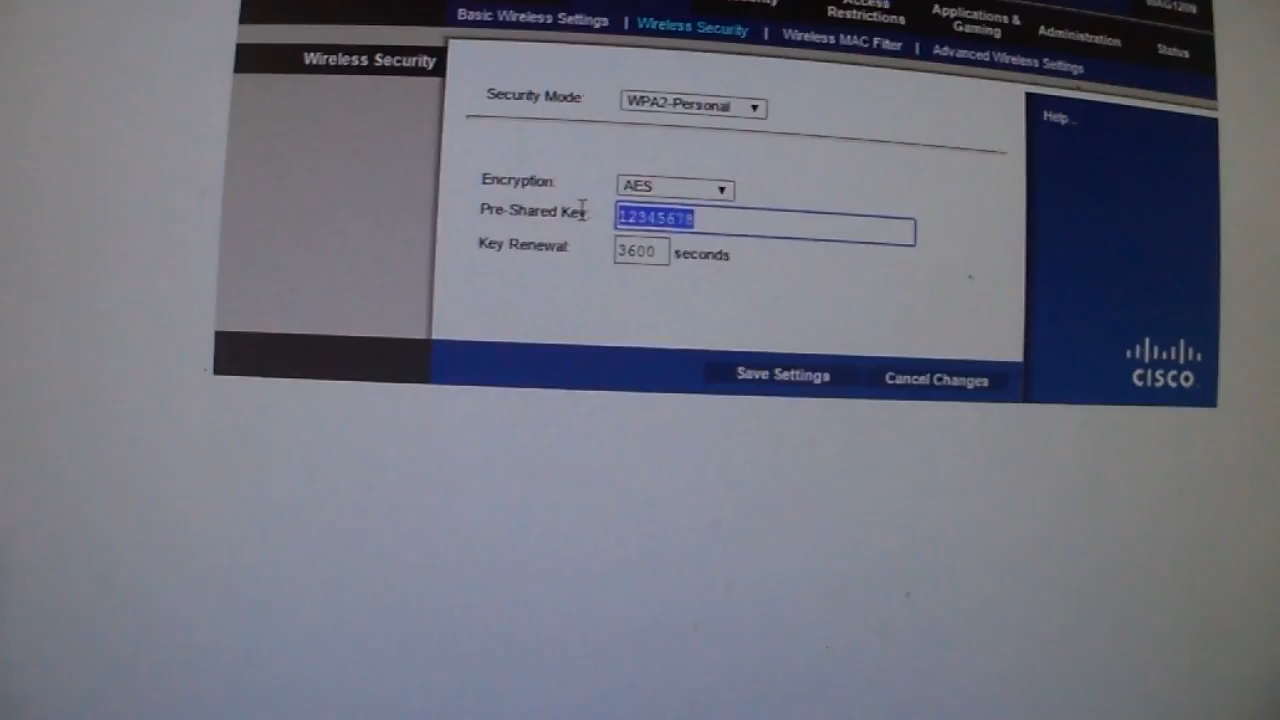 Access
Restrictions
Applications &
Gaming
Administration
Status
Basic Wireless Settings | Wireless Security | Wireless MAC Filter | Advanced Wireless Settings
Wireless Security
Security Mode: WPA2-Personal
Help...
Encryption: AES
Pre-Shared Key: 12345678
Key Renewal: 3600 seconds
Save Settings
Cancel Changes
CISCO